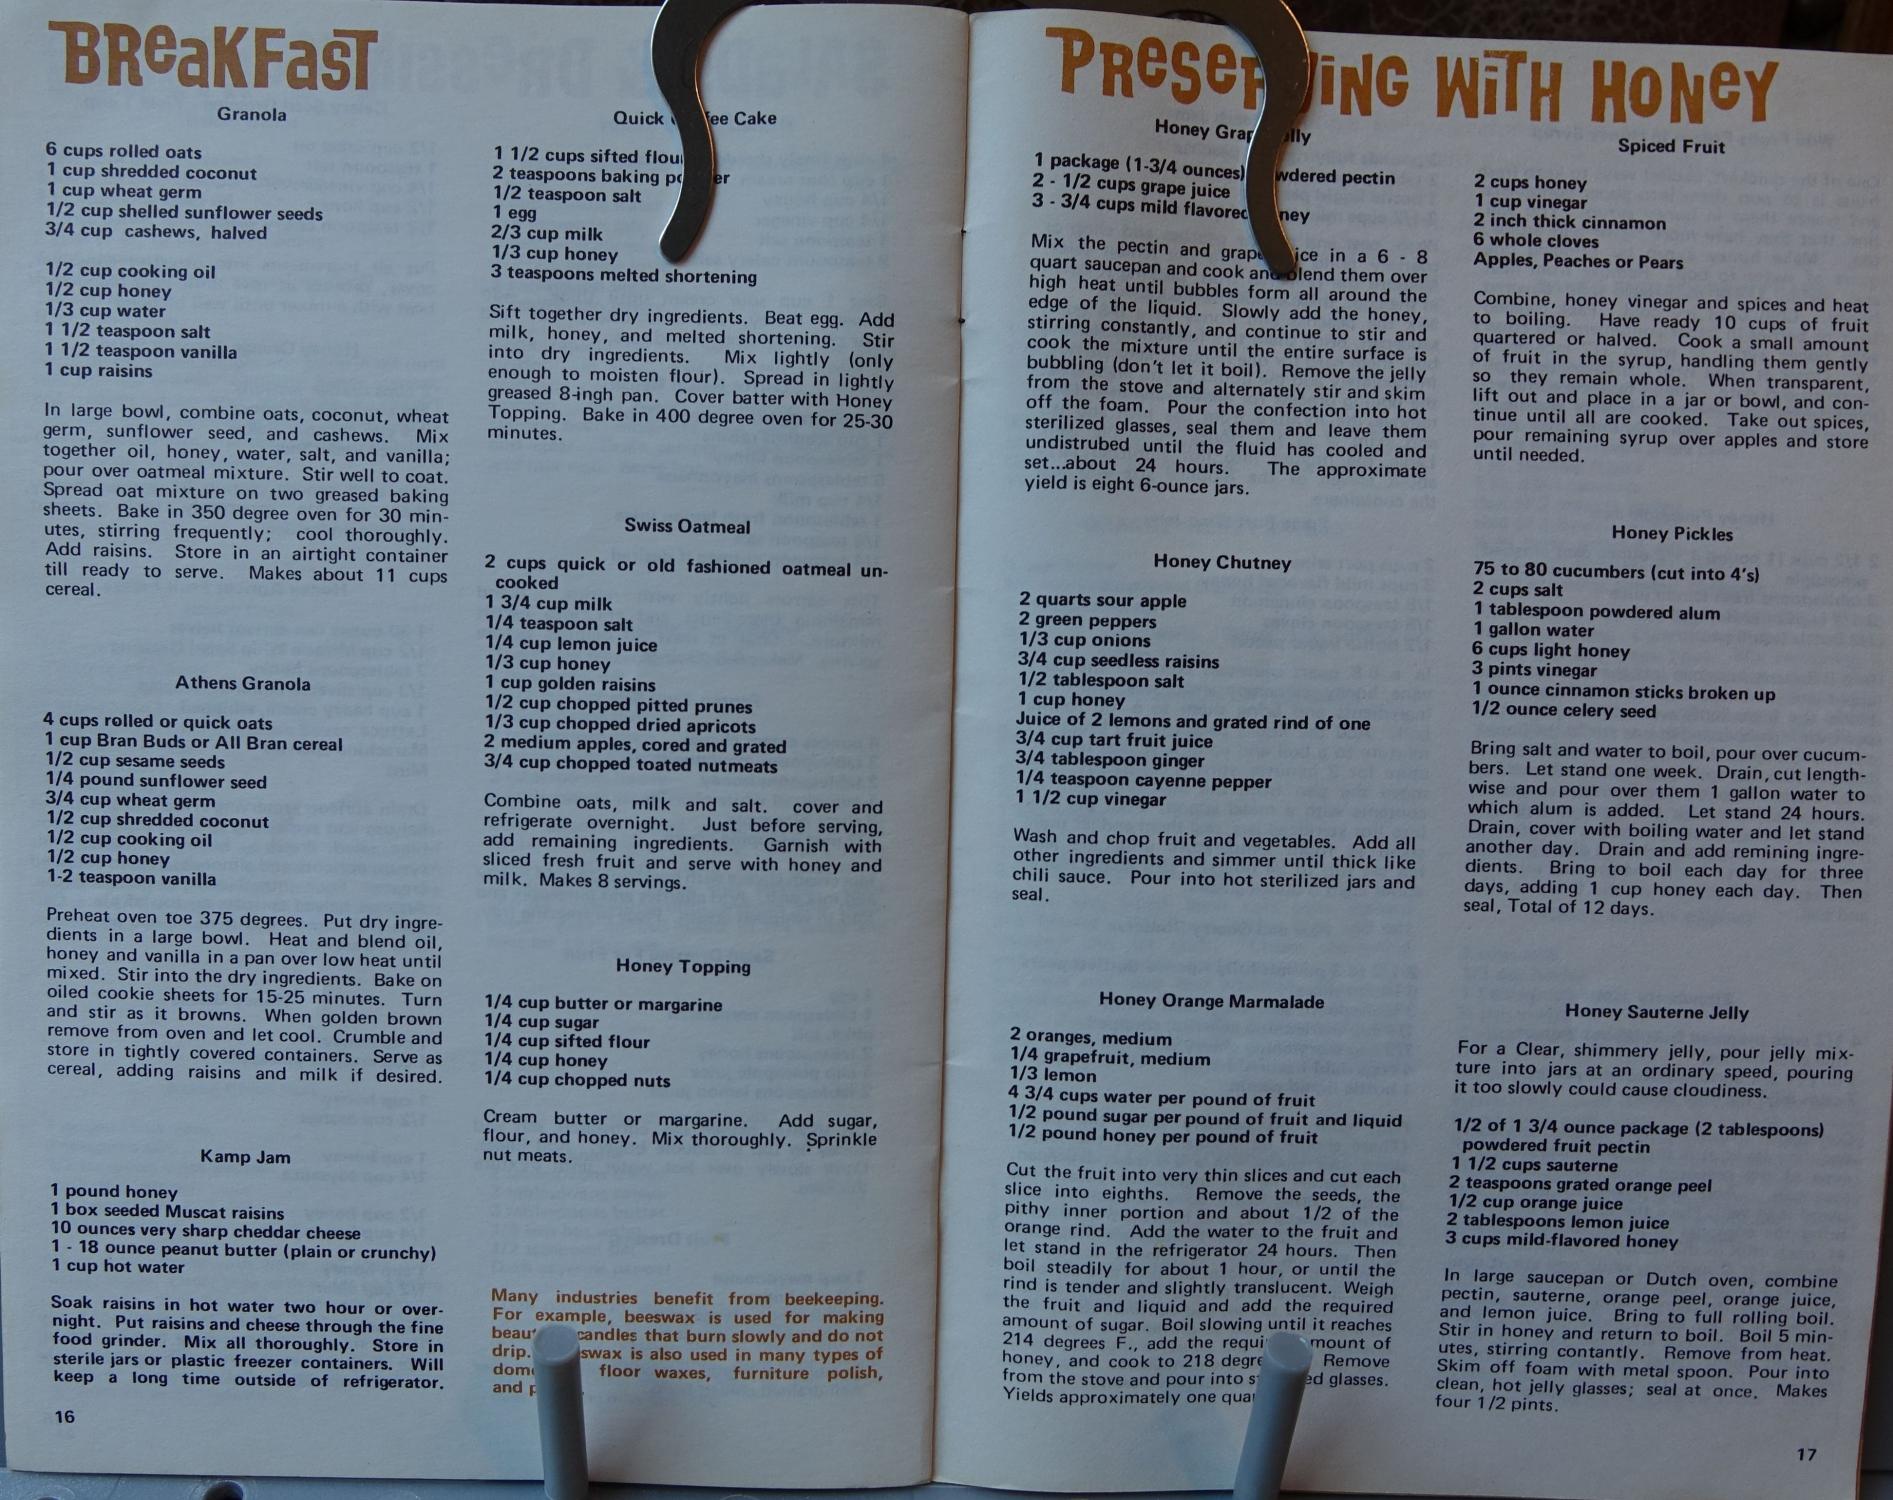 BREAKFAST
Granola
6 cups rolled oats
1 cup shredded coconut
1 cup wheat germ
1/2 cup shelled sunflower seeds
3/4 cup cashews, halved
1/2 cup cooking oil
1/2 cup honey
1/3 cup water
1 1/2 teaspoon salt
1 1/2 teaspoon vanilla
1 cup raisins
In large bowl, combine oats, coconut, wheat
germ, sunflower seed, and cashews. Mix
together oil, honey, water, salt, and vanilla;
pour over oatmeal mixture. Stir well to coat.
Spread oat mixture on two greased baking
sheets. Bake in 350 degree oven for 30 min-
utes, stirring frequently; cool thoroughly.
Add raisins. Store in an airtight container
till ready to serve. Makes about 11 cups
cereal.
Athens Granola
4 cups rolled or quick oats
1 cup Bran Buds or All Bran cereal
1/2 cup sesame seeds
1/4 pound sunflower seed
3/4 cup wheat germ
1/2 cup shredded coconut
1/2 cup cooking oil
1/2 cup honey
1-2 teaspoon vanilla
Preheat oven toe 375 degrees. Put dry ingre-
dients in a large bowl. Heat and blend oil,
honey and vanilla in a pan over low heat until
mixed. Stir into the dry ingredients. Bake on
oiled cookie sheets for 15-25 minutes. Turn
and stir as it browns. When golden brown
remove from oven and let cool. Crumble and
store in tightly covered containers. Serve as
cereal, adding raisins and milk if desired.
Kamp Jam
1 pound honey
1 box seeded Muscat raisins
10 ounces very sharp cheddar cheese
1 - 18 ounce peanut butter (plain or crunchy)
1 cup hot water
Soak raisins in hot water two hour or over-
night. Put raisins and cheese through the fine
food grinder. Mix all thoroughly. Store in
sterile jars or plastic freezer containers. Will
keep a long time outside of refrigerator.
16
Quick Cake
1 1/2 cups sifted flour
2 teaspoons baking
1/2 teaspoon salt
1 egg
2/3 cup milk
1/3 cup honey
3 teaspoons melted shortening
Sift together dry ingredients. Beat egg. Add
milk, honey, and melted shortening. Stir
into dry ingredients. Mix lightly (only
enough to moisten flour). Spread in lightly
greased 8-ingh pan. Cover batter with Honey
Topping. Bake in 400 degree oven for 25-30
minutes.
Swiss Oatmeal
2 cups quick or old fashioned oatmeal un-
cooked
1 3/4 cup milk
1/4 teaspoon salt
1/4 cup lemon juice
1/3 cup honey
1 cup golden raisins
1/2 cup chopped pitted prunes
1/3 cup chopped dried apricots
2 medium apples, cored and grated
3/4 cup chopped toated nutmeats
Combine oats, milk and salt. cover and
refrigerate overnight. Just before serving,
add remaining ingredients. Garnish with
sliced fresh fruit and serve with honey and
milk. Makes 8 servings.
Honey Topping
1/4 cup butter or margarine
1/4 cup sugar
1/4 cup sifted flour
1/4 cup honey
1/4 cup chopped nuts
Cream butter or margarine. Add sugar,
flour, and honey. Mix thoroughly. Sprinkle
nut meats.
Many industries benefit from beekeeping.
For example, beeswax is used for making
candles that burn slowly and do not
drip. is also used in many types of
floor waxes, furniture polish,
and
PRESERVING WITH HONEY
Honey
1 package (1-3/4 ounces) pectin
2 - 1/2 cups grape juice
3 - 3/4 cups mild flavored
Mix the pectin and grape in a 6 - 8
quart saucepan and cook and blend them over
high heat until bubbles form all around the
edge of the liquid. Slowly add the honey,
stirring constantly, and continue to stir and
cook the mixture until the entire surface is
bubbling (don't let it boil). Remove the jelly
from the stove and alternately stir and skim
off the foam. Pour the confection into hot
sterilized glasses, seal them and leave them
undistrubed until the fluid has cooled and
set...about 24 hours. The approximate
yield is eight 6-ounce jars.
Honey Chutney
2 quarts sour apple
2 green peppers
1/3 cup onions
3/4 cup seedless raisins
1/2 tablespoon salt
1 cup honey
Juice of 2 lemons and grated rind of one
3/4 cup tart fruit juice
3/4 tablespoon ginger
1/4 teaspoon cayenne pepper
1 1/2 cup vinegar
Wash and chop fruit and vegetables. Add all
other ingredients and simmer until thick like
chili sauce. Pour into hot sterilized jars and
seal.
Honey Orange Marmalade
2 oranges, medium
1/4 grapefruit, medium
1/3 lemon
4 3/4 cups water per pound of fruit
1/2 pound sugar per pound of fruit and liquid
1/2 pound honey per pound of fruit
Cut the fruit into very thin slices and cut each
slice into eighths. Remove the seeds, the
pithy inner portion and about 1/2 of the
orange rind. Add the water to the fruit and
let stand in the refrigerator 24 hours. Then
boil steadily for about 1 hour, or until the
rind is tender and slightly translucent. Weigh
the fruit and liquid and add the required
amount of sugar. Boil slowing until it reaches
214 degrees F., add the amount of
honey, and cook to 218 Remove
from the stove and pour into glasses.
Yields approximately one
Spiced Fruit
2 cups honey
1 cup vinegar
2 inch thick cinnamon
6 whole cloves
Apples, Peaches or Pears
Combine, honey vinegar and spices and heat
to boiling. Have ready 10 cups of fruit
quartered or halved. Cook a small amount
of fruit in the syrup, handling them gently
so they remain whole. When transparent,
lift out and place in a jar or bowl, and con-
tinue until all are cooked. Take out spices,
pour remaining syrup over apples and store
until needed.
Honey Pickles
75 to 80 cucumbers (cut into 4's)
2 cups salt
1 tablespoon powdered alum
1 gallon water
6 cups light honey
3 pints vinegar
1 ounce cinnamon sticks broken up
1/2 ounce celery seed
Bring salt and water to boil, pour over cucum-
bers. Let stand one week. Drain, cut length-
wise and pour over them 1 gallon water to
which alum is added. Let stand 24 hours.
Drain, cover with boiling water and let stand
another day. Drain and add remining ingre-
dients. Bring to boil each day for three
days, adding 1 cup honey each day. Then
seal, Total of 12 days.
Honey Sauterne Jelly
For a Clear, shimmery jelly, pour jelly mix-
ture into jars at an ordinary speed, pouring
it too slowly could cause cloudiness.
1/2 of 1 3/4 ounce package (2 tablespoons)
powdered fruit pectin
1 1/2 cups sauterne
2 teaspoons grated orange peel
1/2 cup orange juice
2 tablespoons lemon juice
3 cups mild-flavored honey
In large saucepan or Dutch oven, combine
pectin, sauterne, orange peel, orange juice,
and lemon juice. Bring to full rolling boil.
Stir in honey and return to boil. Boil 5 min-
utes, stirring contantly. Remove from heat.
Skim off foam with metal spoon. Pour into
clean, hot jelly glasses; seal at once. Makes
four 1/2 pints.
17